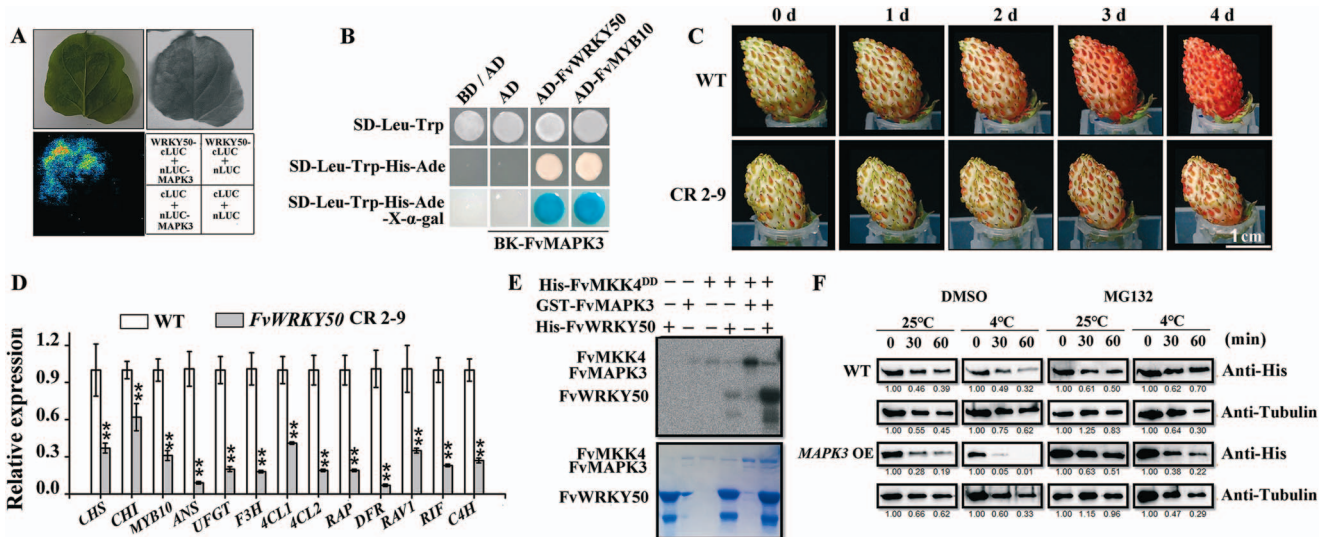 A
WRKY50-cLUC + nLUC-MAPK3
WRKY50-cLUC + nLUC
cLUC + nLUC-MAPK3
cLUC + nLUC
B
BD / AD
AD
AD-FvWRKY50
AD-FvMYB10
SD-Leu-Trp
SD-Leu-Trp-His-Ade
SD-Leu-Trp-His-Ade
-X-α-gal
BK-FvMAPK3
C
0 d 1 d 2 d 3 d 4 d
WT
CR 2-9
1 cm
D
WT FvWRKY50 CR 2-9
Relative expression
1.2
0.9
0.6
0.3
0.0
** ** ** ** ** ** ** ** ** ** ** ** **
CHS CHI MYB10 ANS UFGT F3H 4CL1 4CL2 RAP DFR RAV1 RIF C4H
E
His-FvMKK4DD - - + + + +
GST-FvMAPK3 - + - - + +
His-FvWRKY50 + - - + - +
FvMKK4
FvMAPK3
FvWRKY50
FvMKK4
FvMAPK3
FvWRKY50
F
DMSO MG132
25°C 4°C 25°C 4°C
0 30 60 0 30 60 0 30 60 0 30 60 (min)
WT Anti-His
1.00 0.46 0.39 1.00 0.49 0.32 1.00 0.61 0.50 1.00 0.62 0.70
Anti-Tubulin
1.00 0.55 0.45 1.00 0.75 0.62 1.00 1.25 0.83 1.00 0.64 0.30
MAPK3 OE Anti-His
1.00 0.28 0.19 1.00 0.05 0.01 1.00 0.63 0.51 1.00 0.38 0.22
Anti-Tubulin
1.00 0.66 0.62 1.00 0.60 0.33 1.00 1.15 0.96 1.00 0.47 0.29